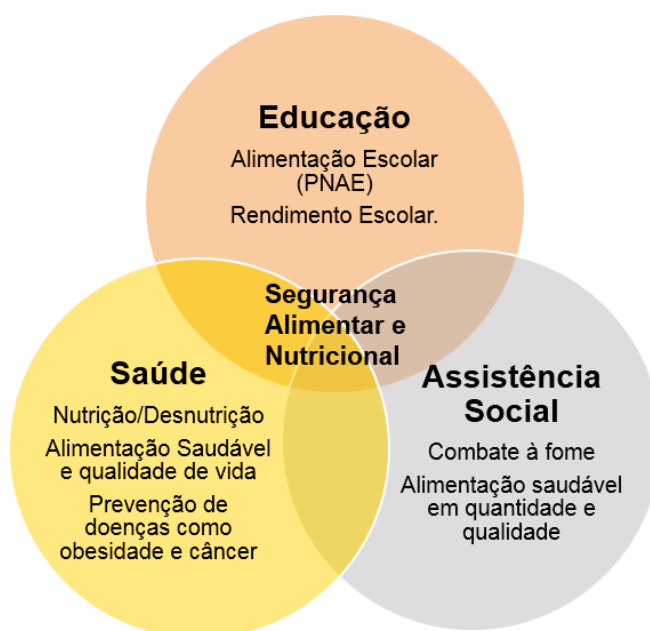 Educação
Alimentação Escolar
(PNAE)
Rendimento Escolar.
Segurança
Alimentar e
Nutricional
Saúde
Nutrição/Desnutrição
Alimentação Saudável
e qualidade de vida
Prevenção de
doenças como
obesidade e câncer
Assistência
Social
Combate à fome
Alimentação saudável
em quantidade e
qualidade